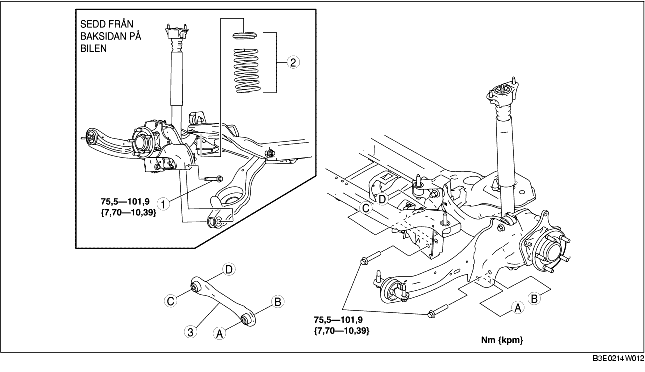 SEDD FRÅN
BAKSIDAN PÅ
BILEN
2
75,5—101,9
{7,70—10,39}
1
D
C
D
C
B
3
A
A
B
75,5—101,9
{7,70—10,39}
Nm {kpm}
B3E0214W012